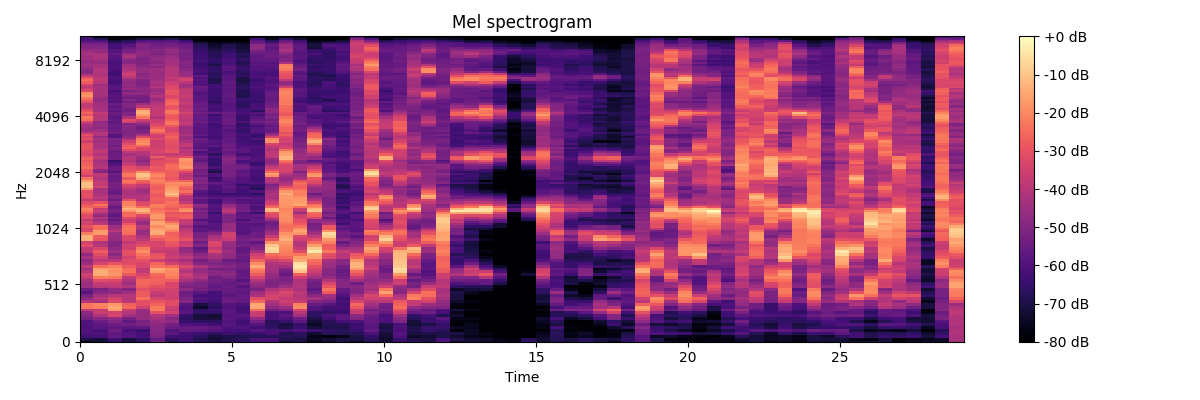 Mel spectrogram
Hz
8192
4096
2048
1024
512
0
0 5 10 15 20 25
Time
+0 dB
-10 dB
-20 dB
-30 dB
-40 dB
-50 dB
-60 dB
-70 dB
-80 dB